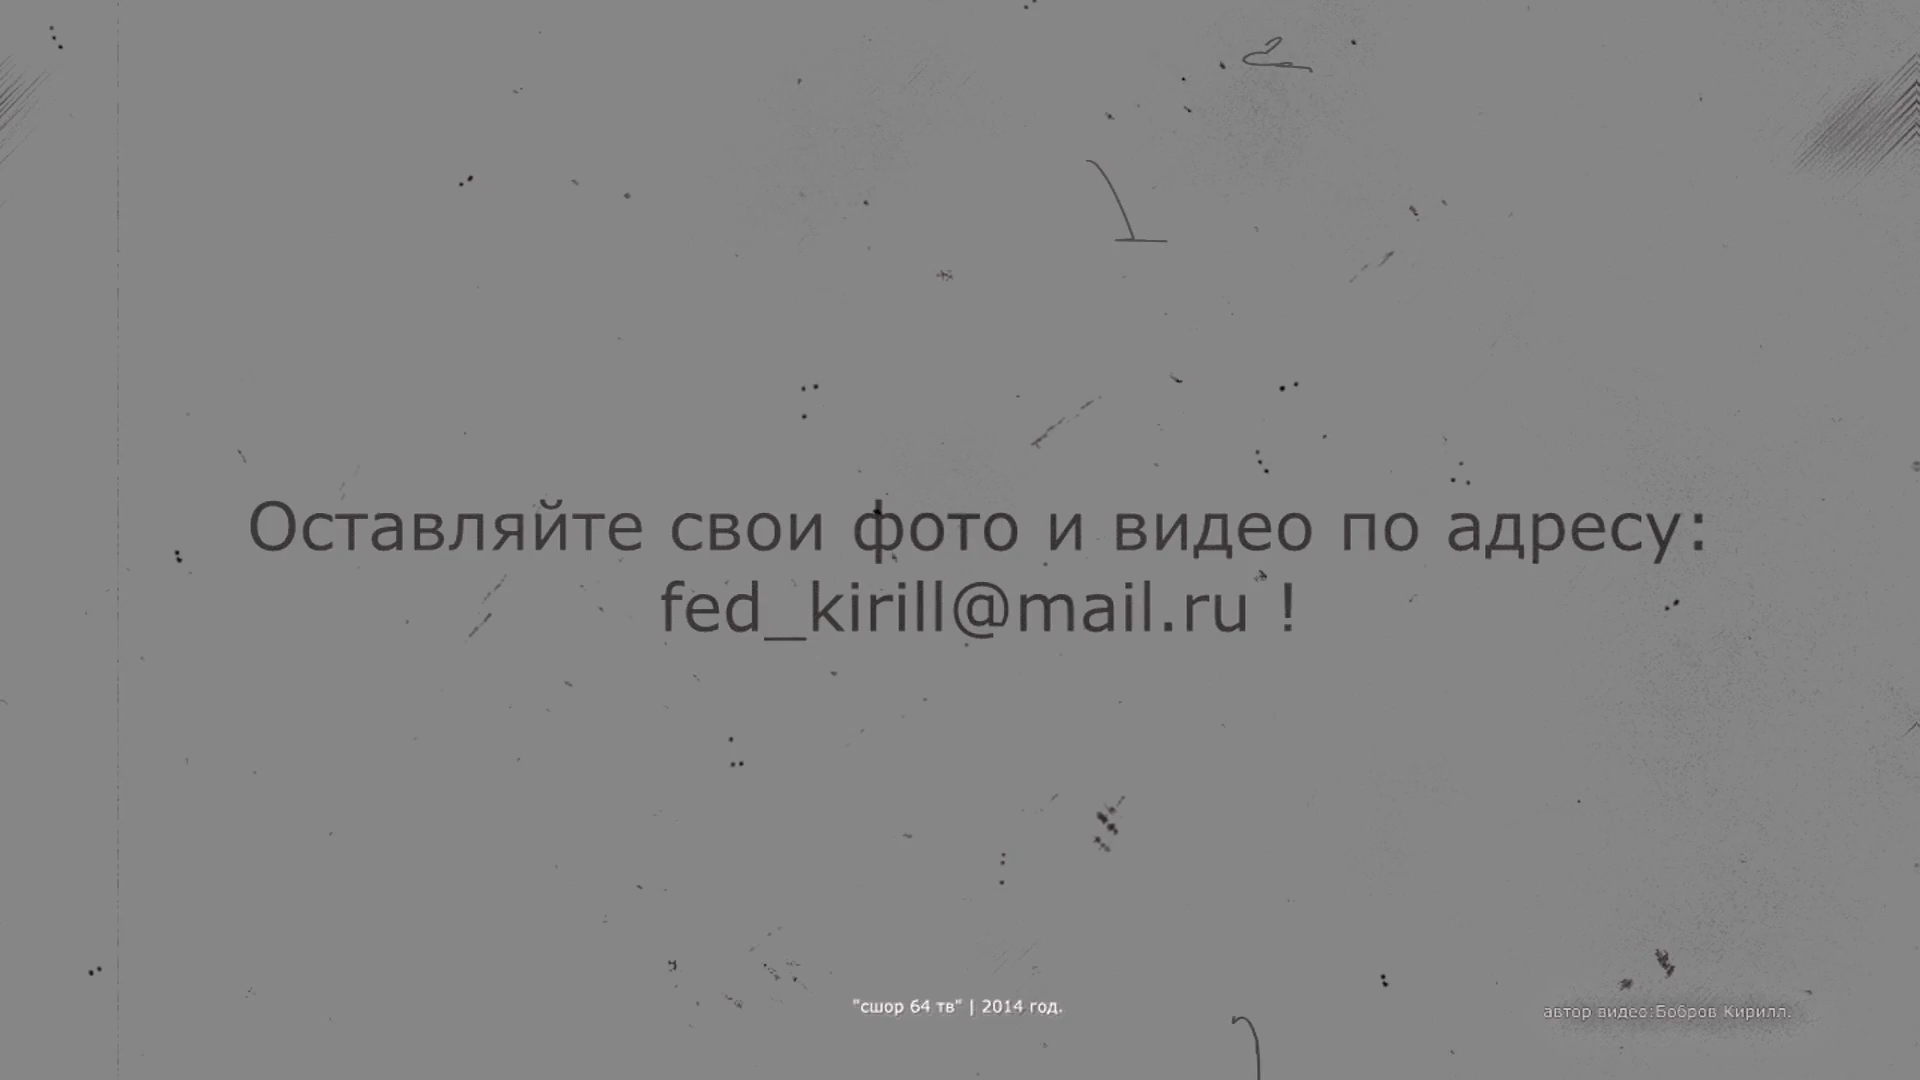 Оставляйте свои фото и видео по адресу:
fed_kirill@mail.ru !
"сшор 64 тв" | 2014 год.
автор видео:Бобров Кирилл.